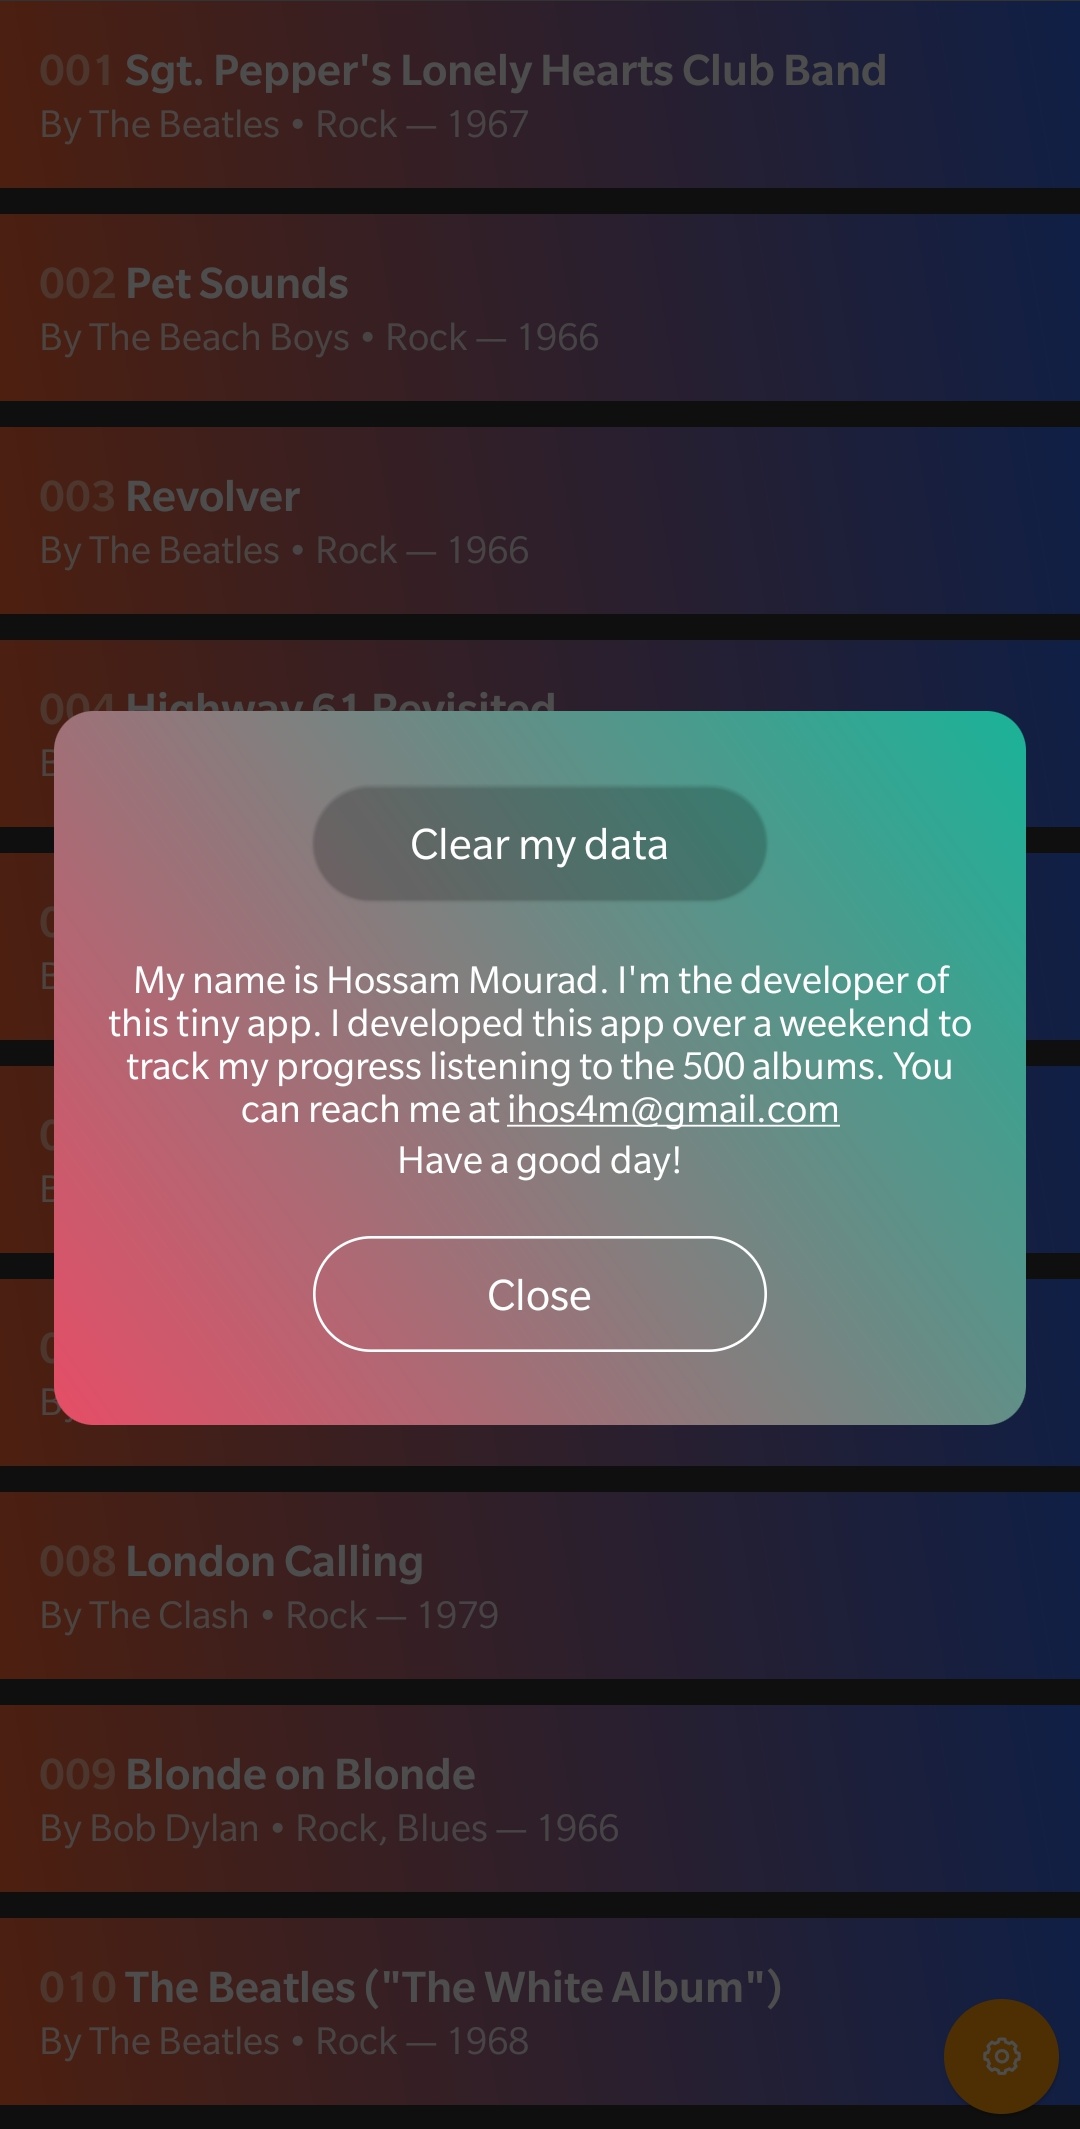 001 Sgt. Pepper's Lonely Hearts Club Band
By The Beatles • Rock — 1967
002 Pet Sounds
By The Beach Boys • Rock — 1966
003 Revolver
By The Beatles • Rock — 1966
004 Highway 61 Revisited
Clear my data
My name is Hossam Mourad. I'm the developer of
this tiny app. I developed this app over a weekend to
track my progress listening to the 500 albums. You
can reach me at ihos4m@gmail.com
Have a good day!
Close
008 London Calling
By The Clash • Rock — 1979
009 Blonde on Blonde
By Bob Dylan • Rock, Blues — 1966
010 The Beatles ("The White Album")
By The Beatles • Rock — 1968